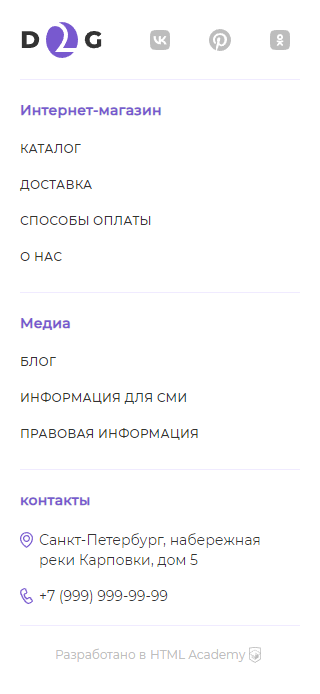 D2G
Интернет-магазин
КАТАЛОГ
ДОСТАВКА
СПОСОБЫ ОПЛАТЫ
О НАС
Медиа
БЛОГ
ИНФОРМАЦИЯ ДЛЯ СМИ
ПРАВОВАЯ ИНФОРМАЦИЯ
контакты
Санкт-Петербург, набережная
реки Карповки, дом 5
+7 (999) 999-99-99
Разработано в HTML Academy